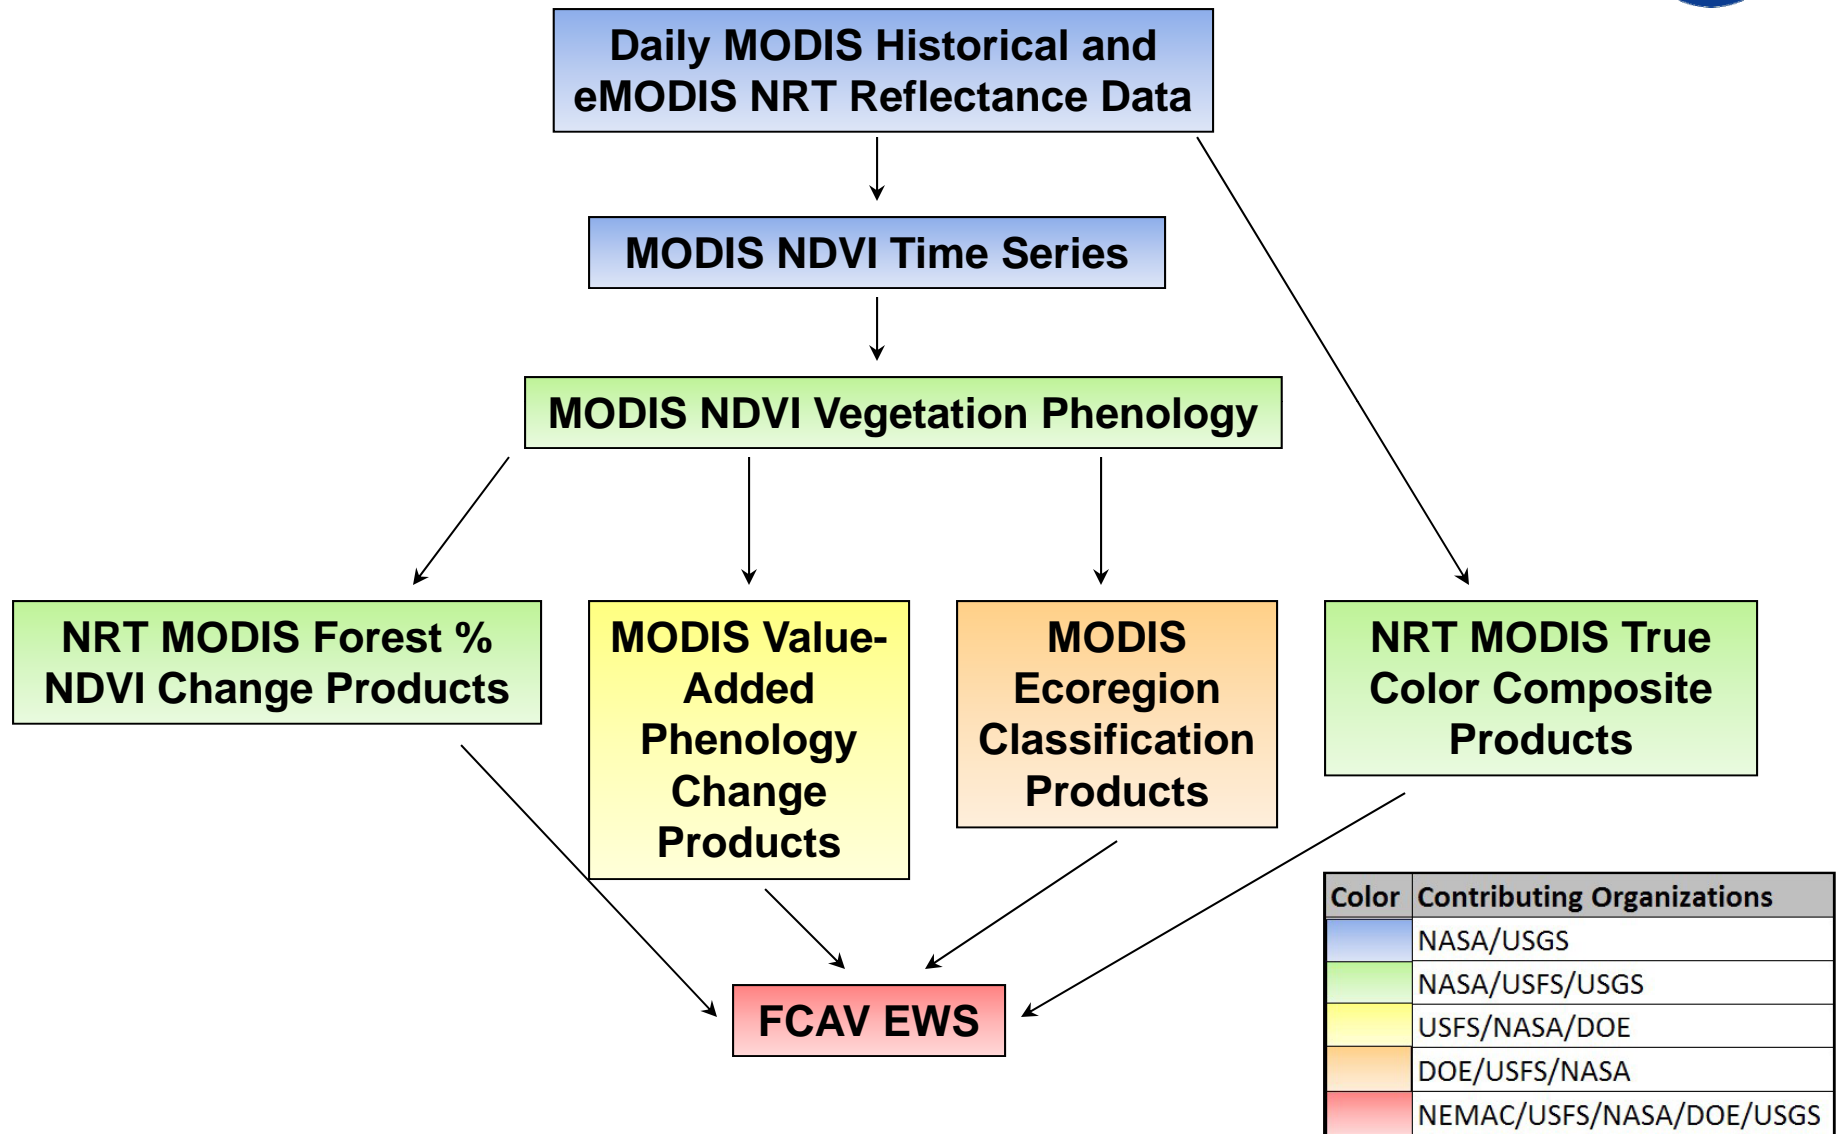 Daily MODIS Historical and
eMODIS NRT Reflectance Data
MODIS NDVI Time Series
MODIS NDVI Vegetation Phenology
NRT MODIS Forest %
NDVI Change Products
MODIS Value-
Added
Phenology
Change
Products
MODIS
Ecoregion
Classification
Products
NRT MODIS True
Color Composite
Products
FCAV EWS
Color Contributing Organizations
NASA/USGS
NASA/USFS/USGS
USFS/NASA/DOE
DOE/USFS/NASA
NEMAC/USFS/NASA/DOE/USGS